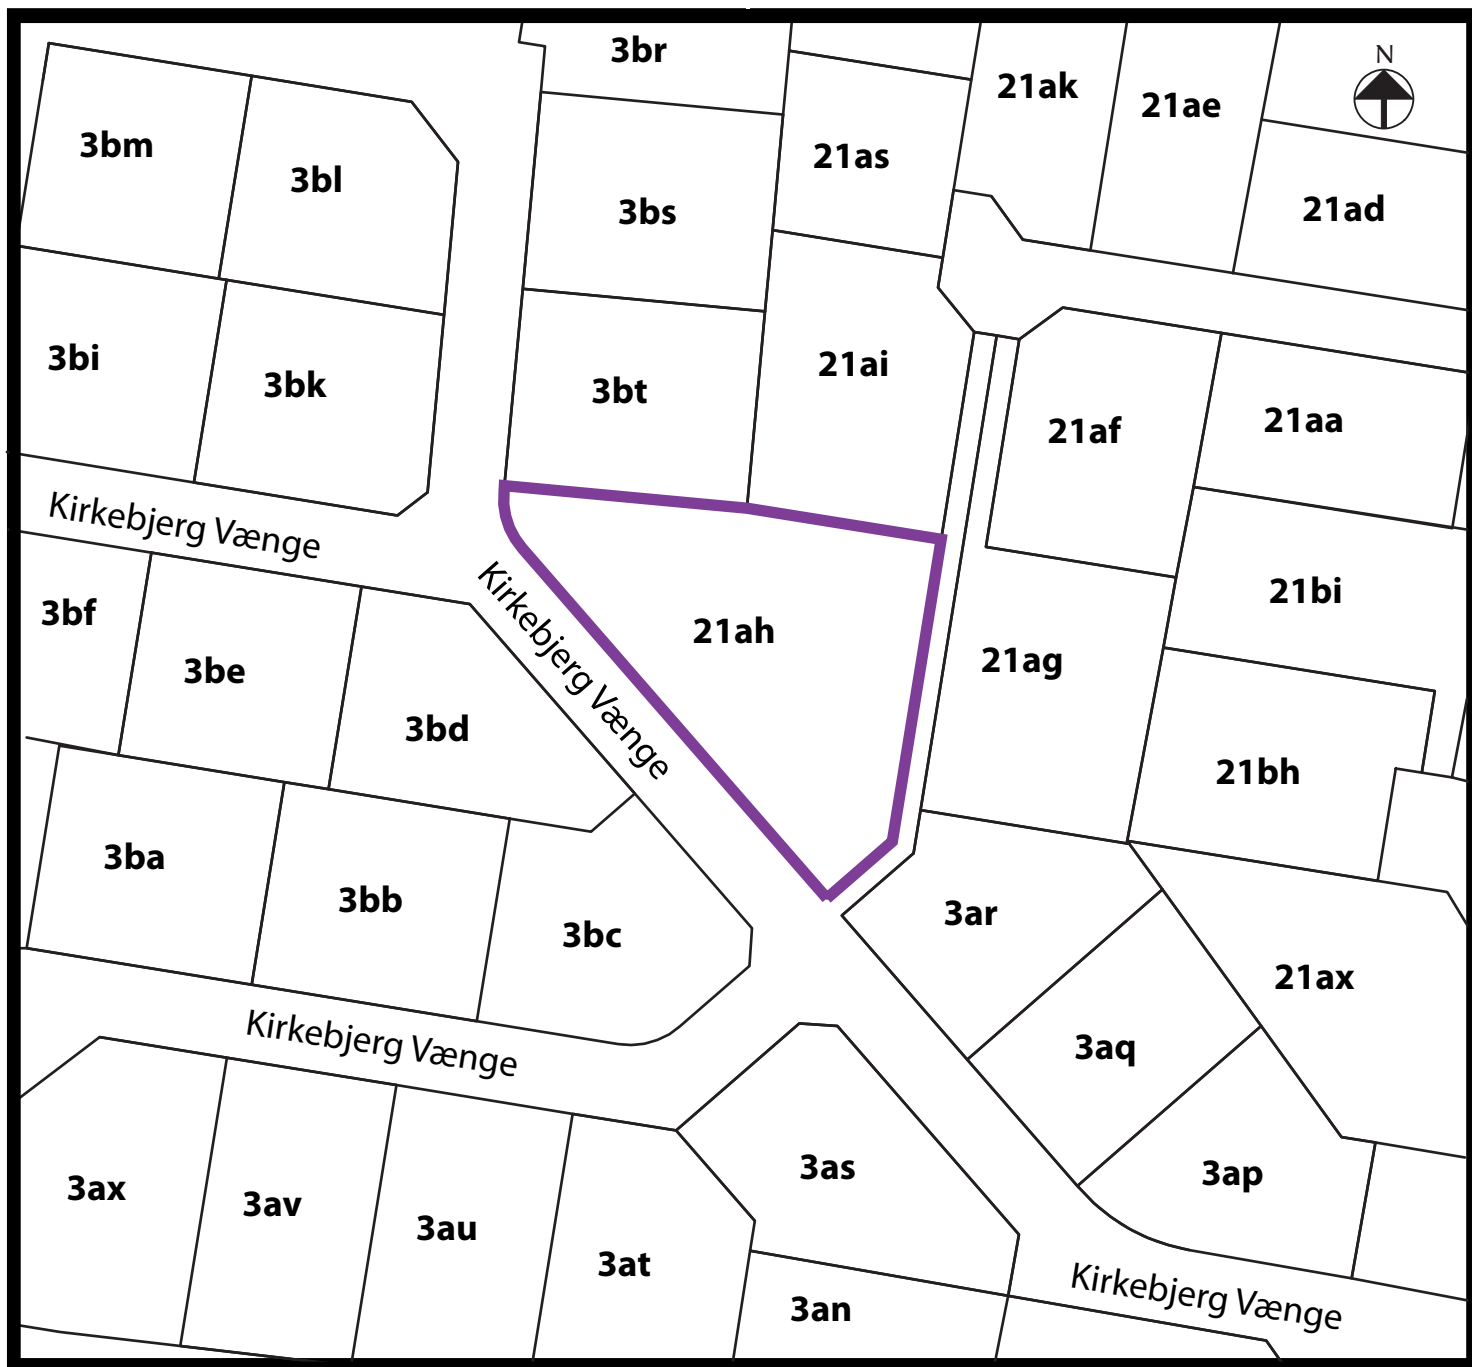 3br
N
21ak
21ae
3bm
21as
3bl
3bs
21ad
3bi
3bk
3bt
21ai
21af
21aa
Kirkebjerg Vænge
3bf
3be
Kirkebjerg Vænge
21ah
21bi
21ag
3bd
21bh
3ba
3bb
3bc
3ar
21ax
Kirkebjerg Vænge
3aq
3ax
3av
3au
3as
3ap
3at
3an
Kirkebjerg Vænge